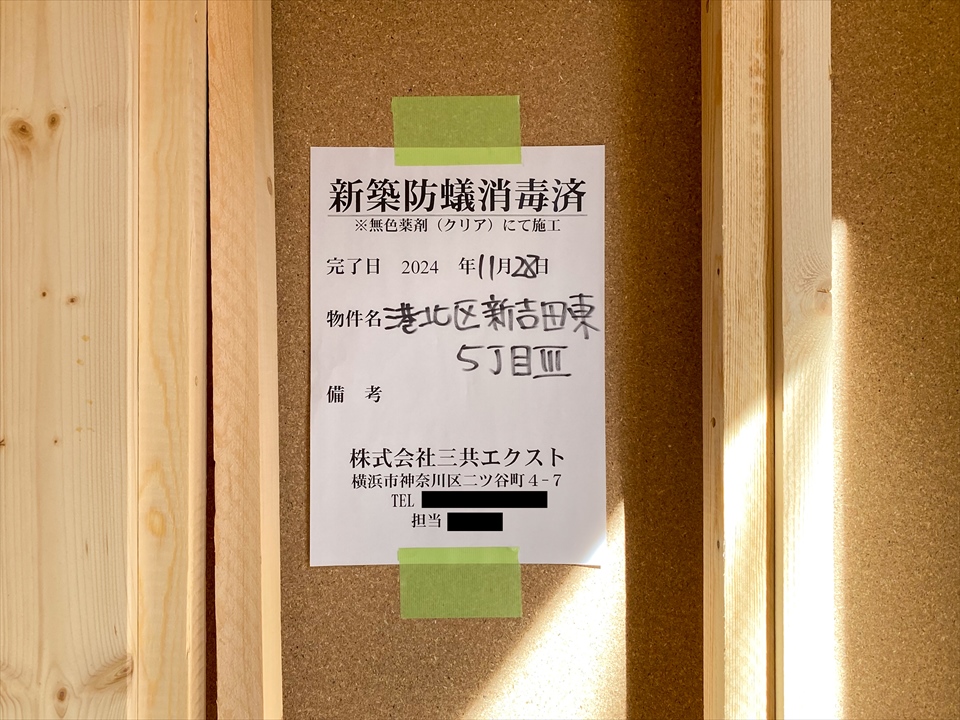 新築防蟻消毒済
※無色薬剤（クリア）にて施工
完了日 2024 年11月28日
物件名 港北区新吉田東
5丁目III
備 考
株式会社三共エクスト
横浜市神奈川区二ツ谷町4-7
TEL
担当